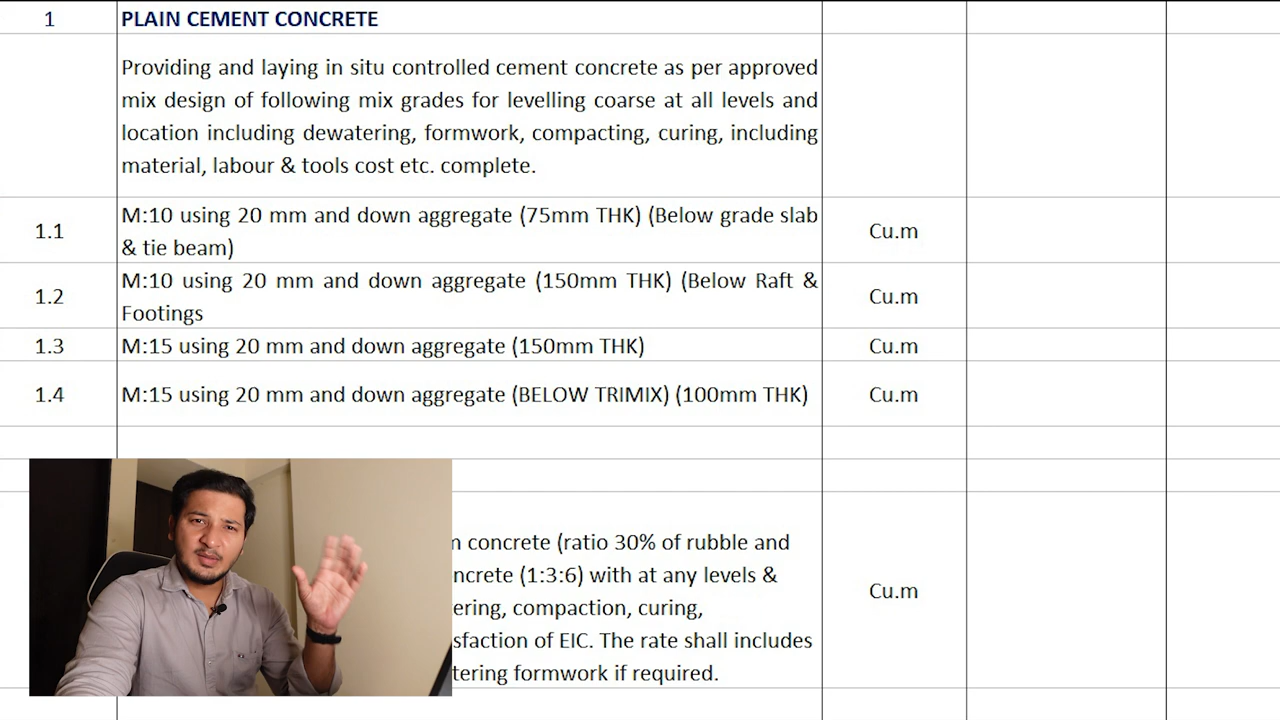 1 PLAIN CEMENT CONCRETE
Providing and laying in situ controlled cement concrete as per approved
mix design of following mix grades for levelling coarse at all levels and
location including dewatering, formwork, compacting, curing, including
material, labour & tools cost etc. complete.
1.1 M:10 using 20 mm and down aggregate (75mm THK) (Below grade slab Cu.m
& tie beam)
1.2 M:10 using 20 mm and down aggregate (150mm THK) (Below Raft & Cu.m
Footings
1.3 M:15 using 20 mm and down aggregate (150mm THK) Cu.m
1.4 M:15 using 20 mm and down aggregate (BELOW TRIMIX) (100mm THK) Cu.m
concrete (ratio 30% of rubble and
(1:3:6) with at any levels &
compaction, curing,
of EIC. The rate shall includes Cu.m
formwork if required.